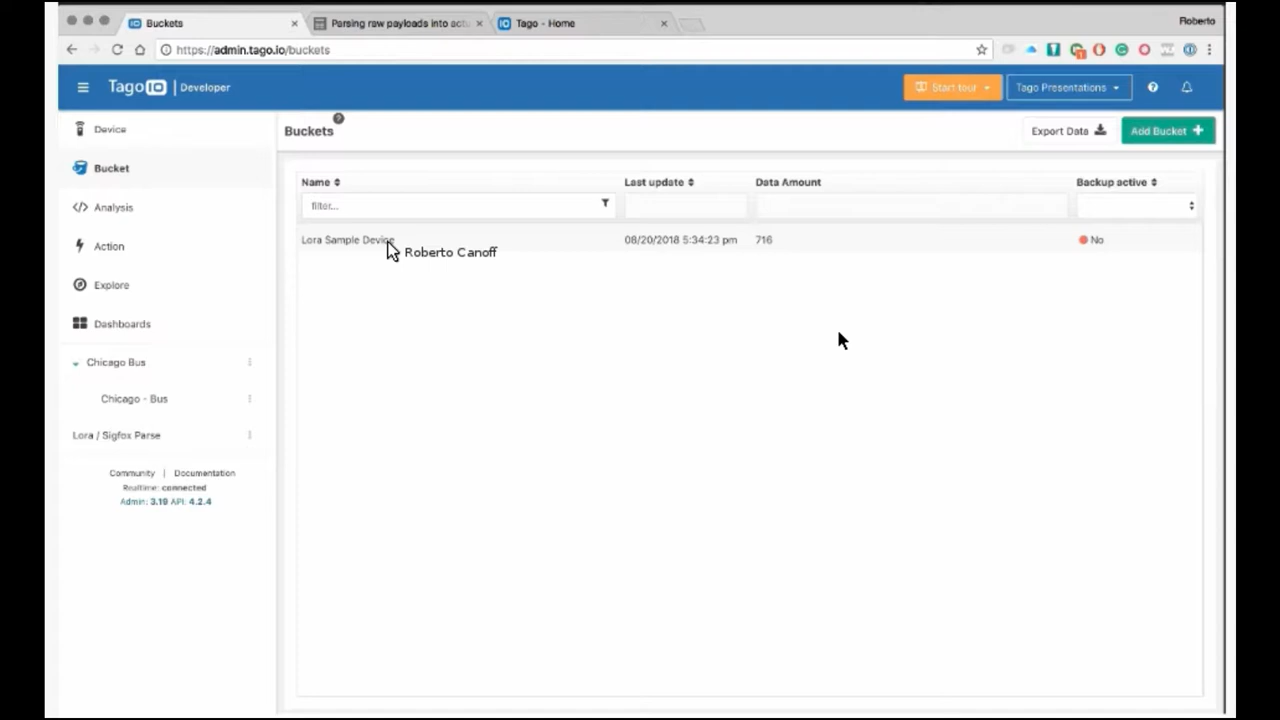 Buckets
Parsing raw payloads into actu
Tago - Home
Roberto
https://admin.tago.io/buckets
Tago IO | Developer
Start tour
Tago Presentations
Device
Bucket
Analysis
Action
Explore
Dashboards
Chicago Bus
Chicago - Bus
Lora / Sigfox Parse
Community | Documentation
Realtime: connected
Admin: 3.19 API: 4.2.4
Buckets
Export Data
Add Bucket +
Name
Last update
Data Amount
Backup active
filter...
Lora Sample Device
08/20/2018 5:34:23 pm
716
No
Roberto Canoff